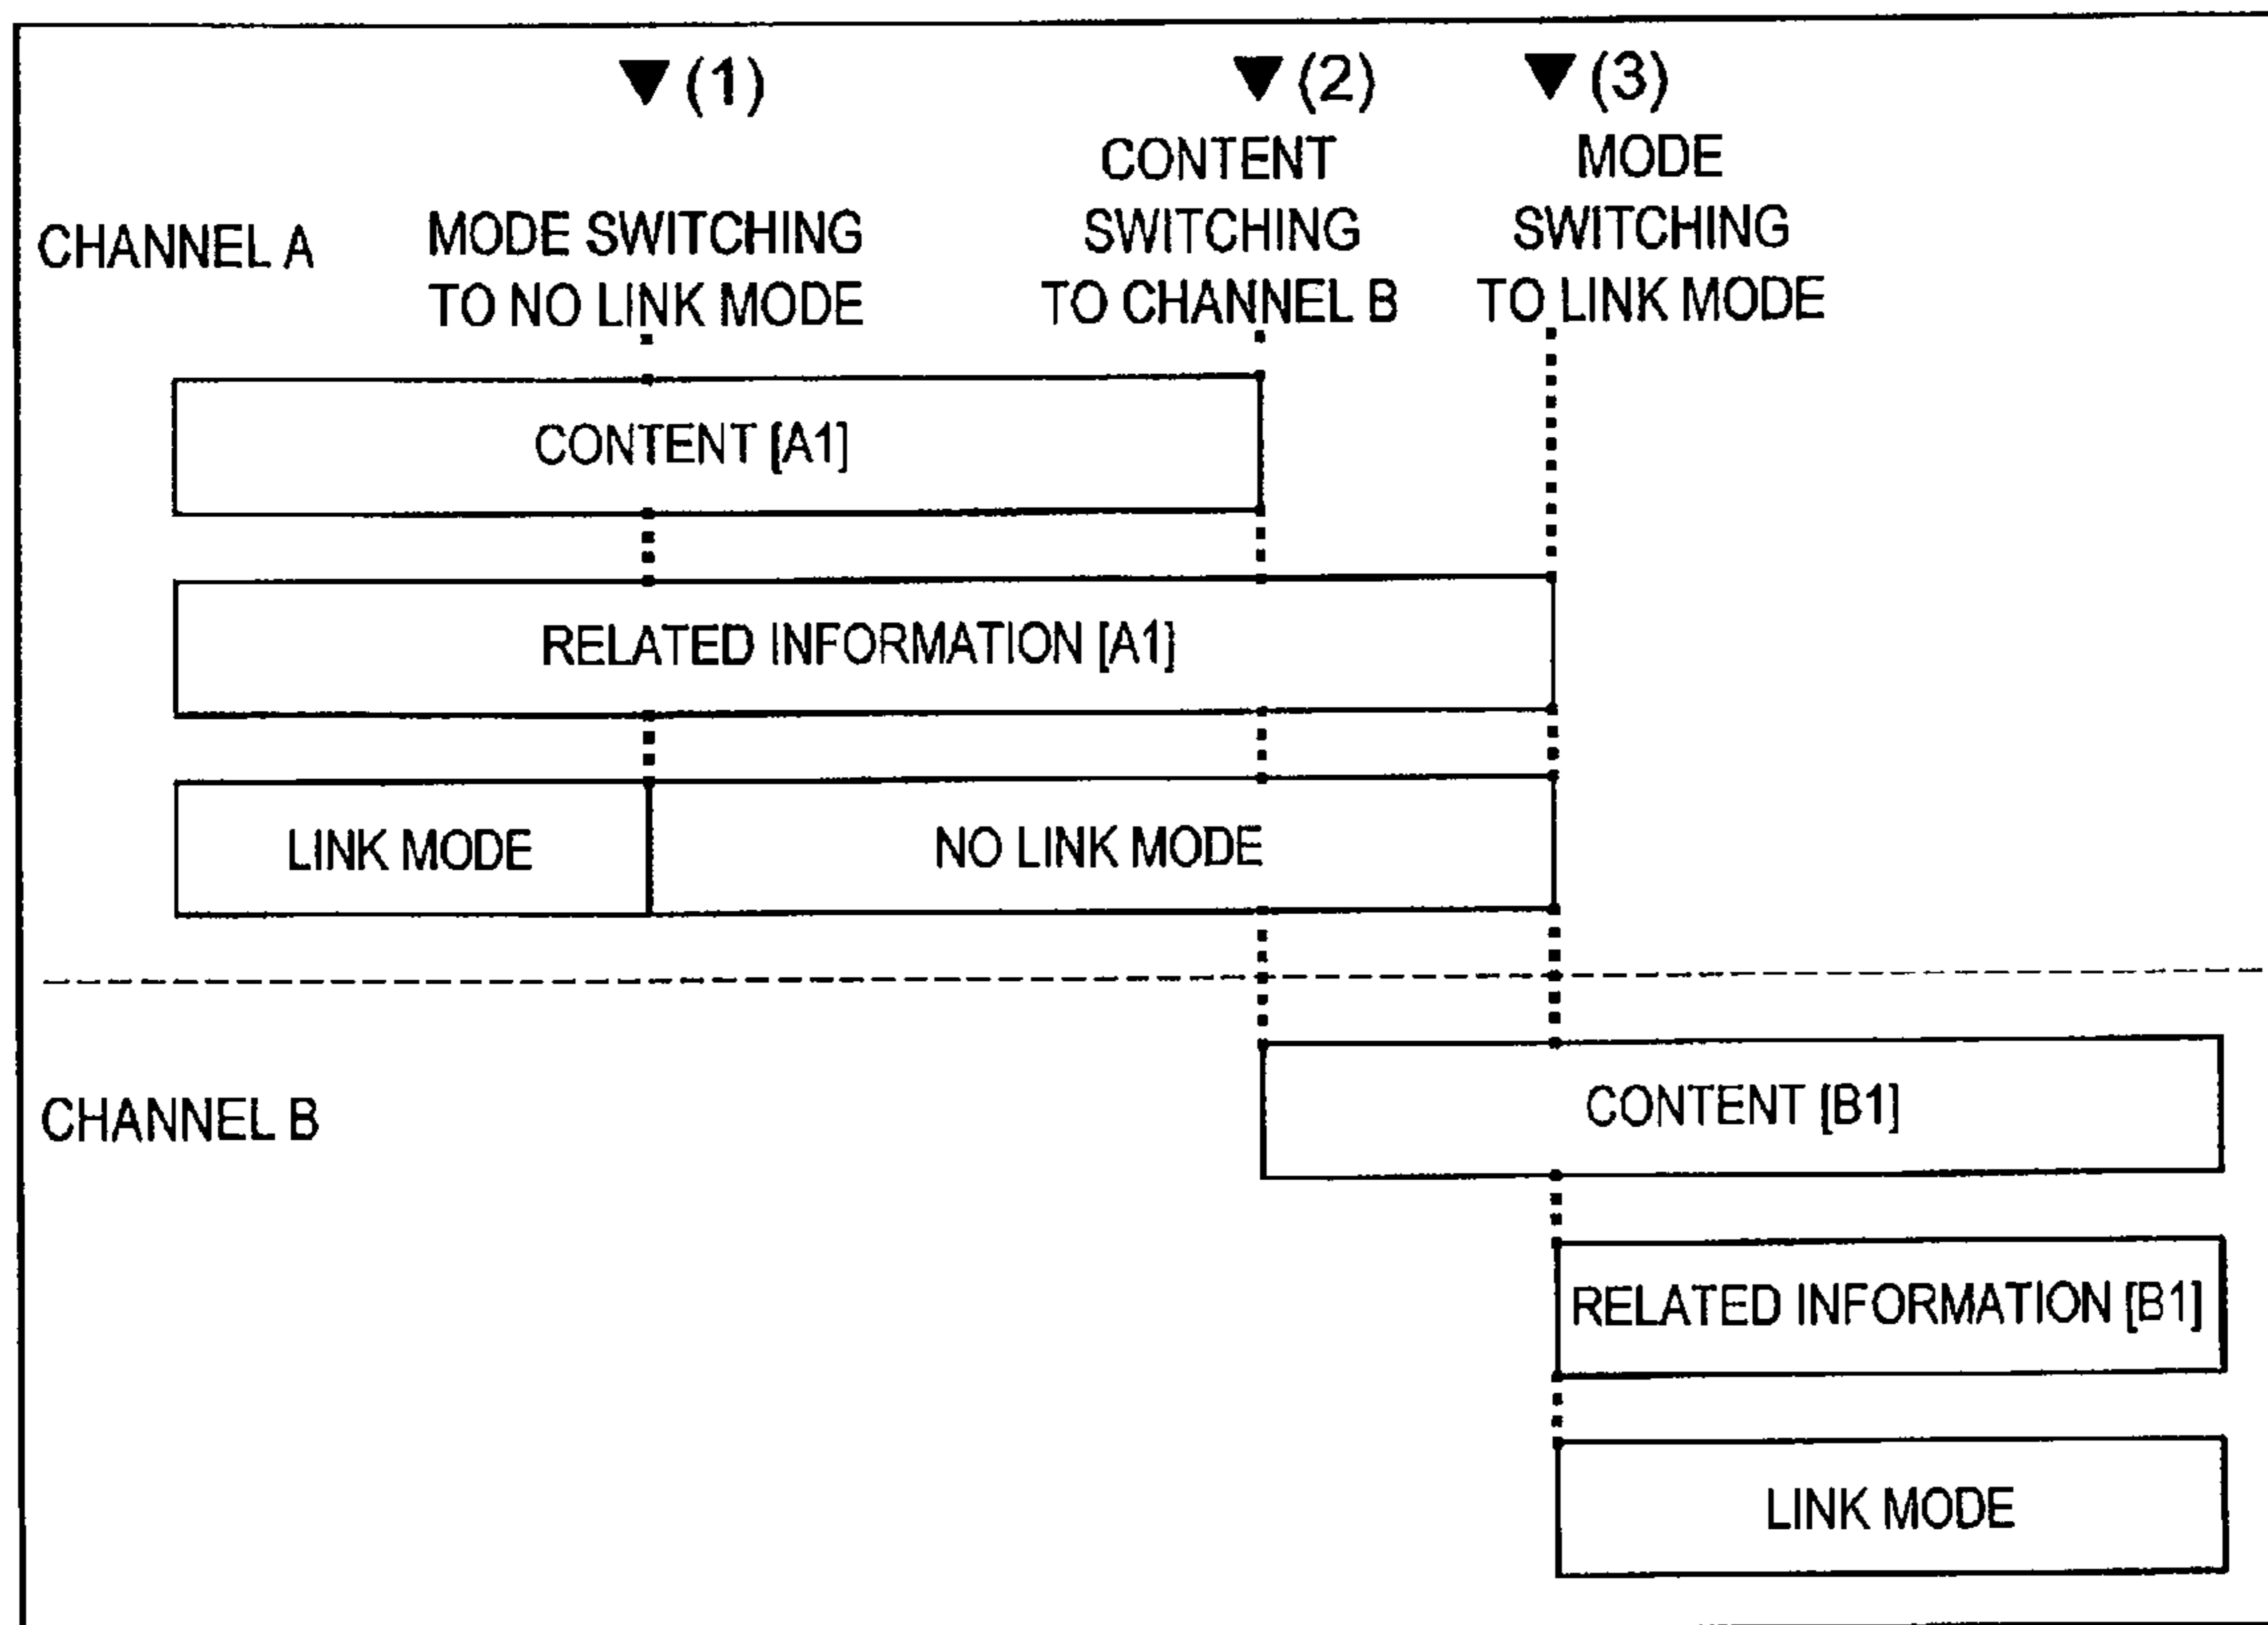 ▼(1)
▼(2)
▼(3)
CHANNEL A
MODE SWITCHING
TO NO LINK MODE
CONTENT
SWITCHING
TO CHANNEL B
MODE
SWITCHING
TO LINK MODE
CONTENT [A1]
RELATED INFORMATION [A1]
LINK MODE
NO LINK MODE
CHANNEL B
CONTENT [B1]
RELATED INFORMATION [B1]
LINK MODE